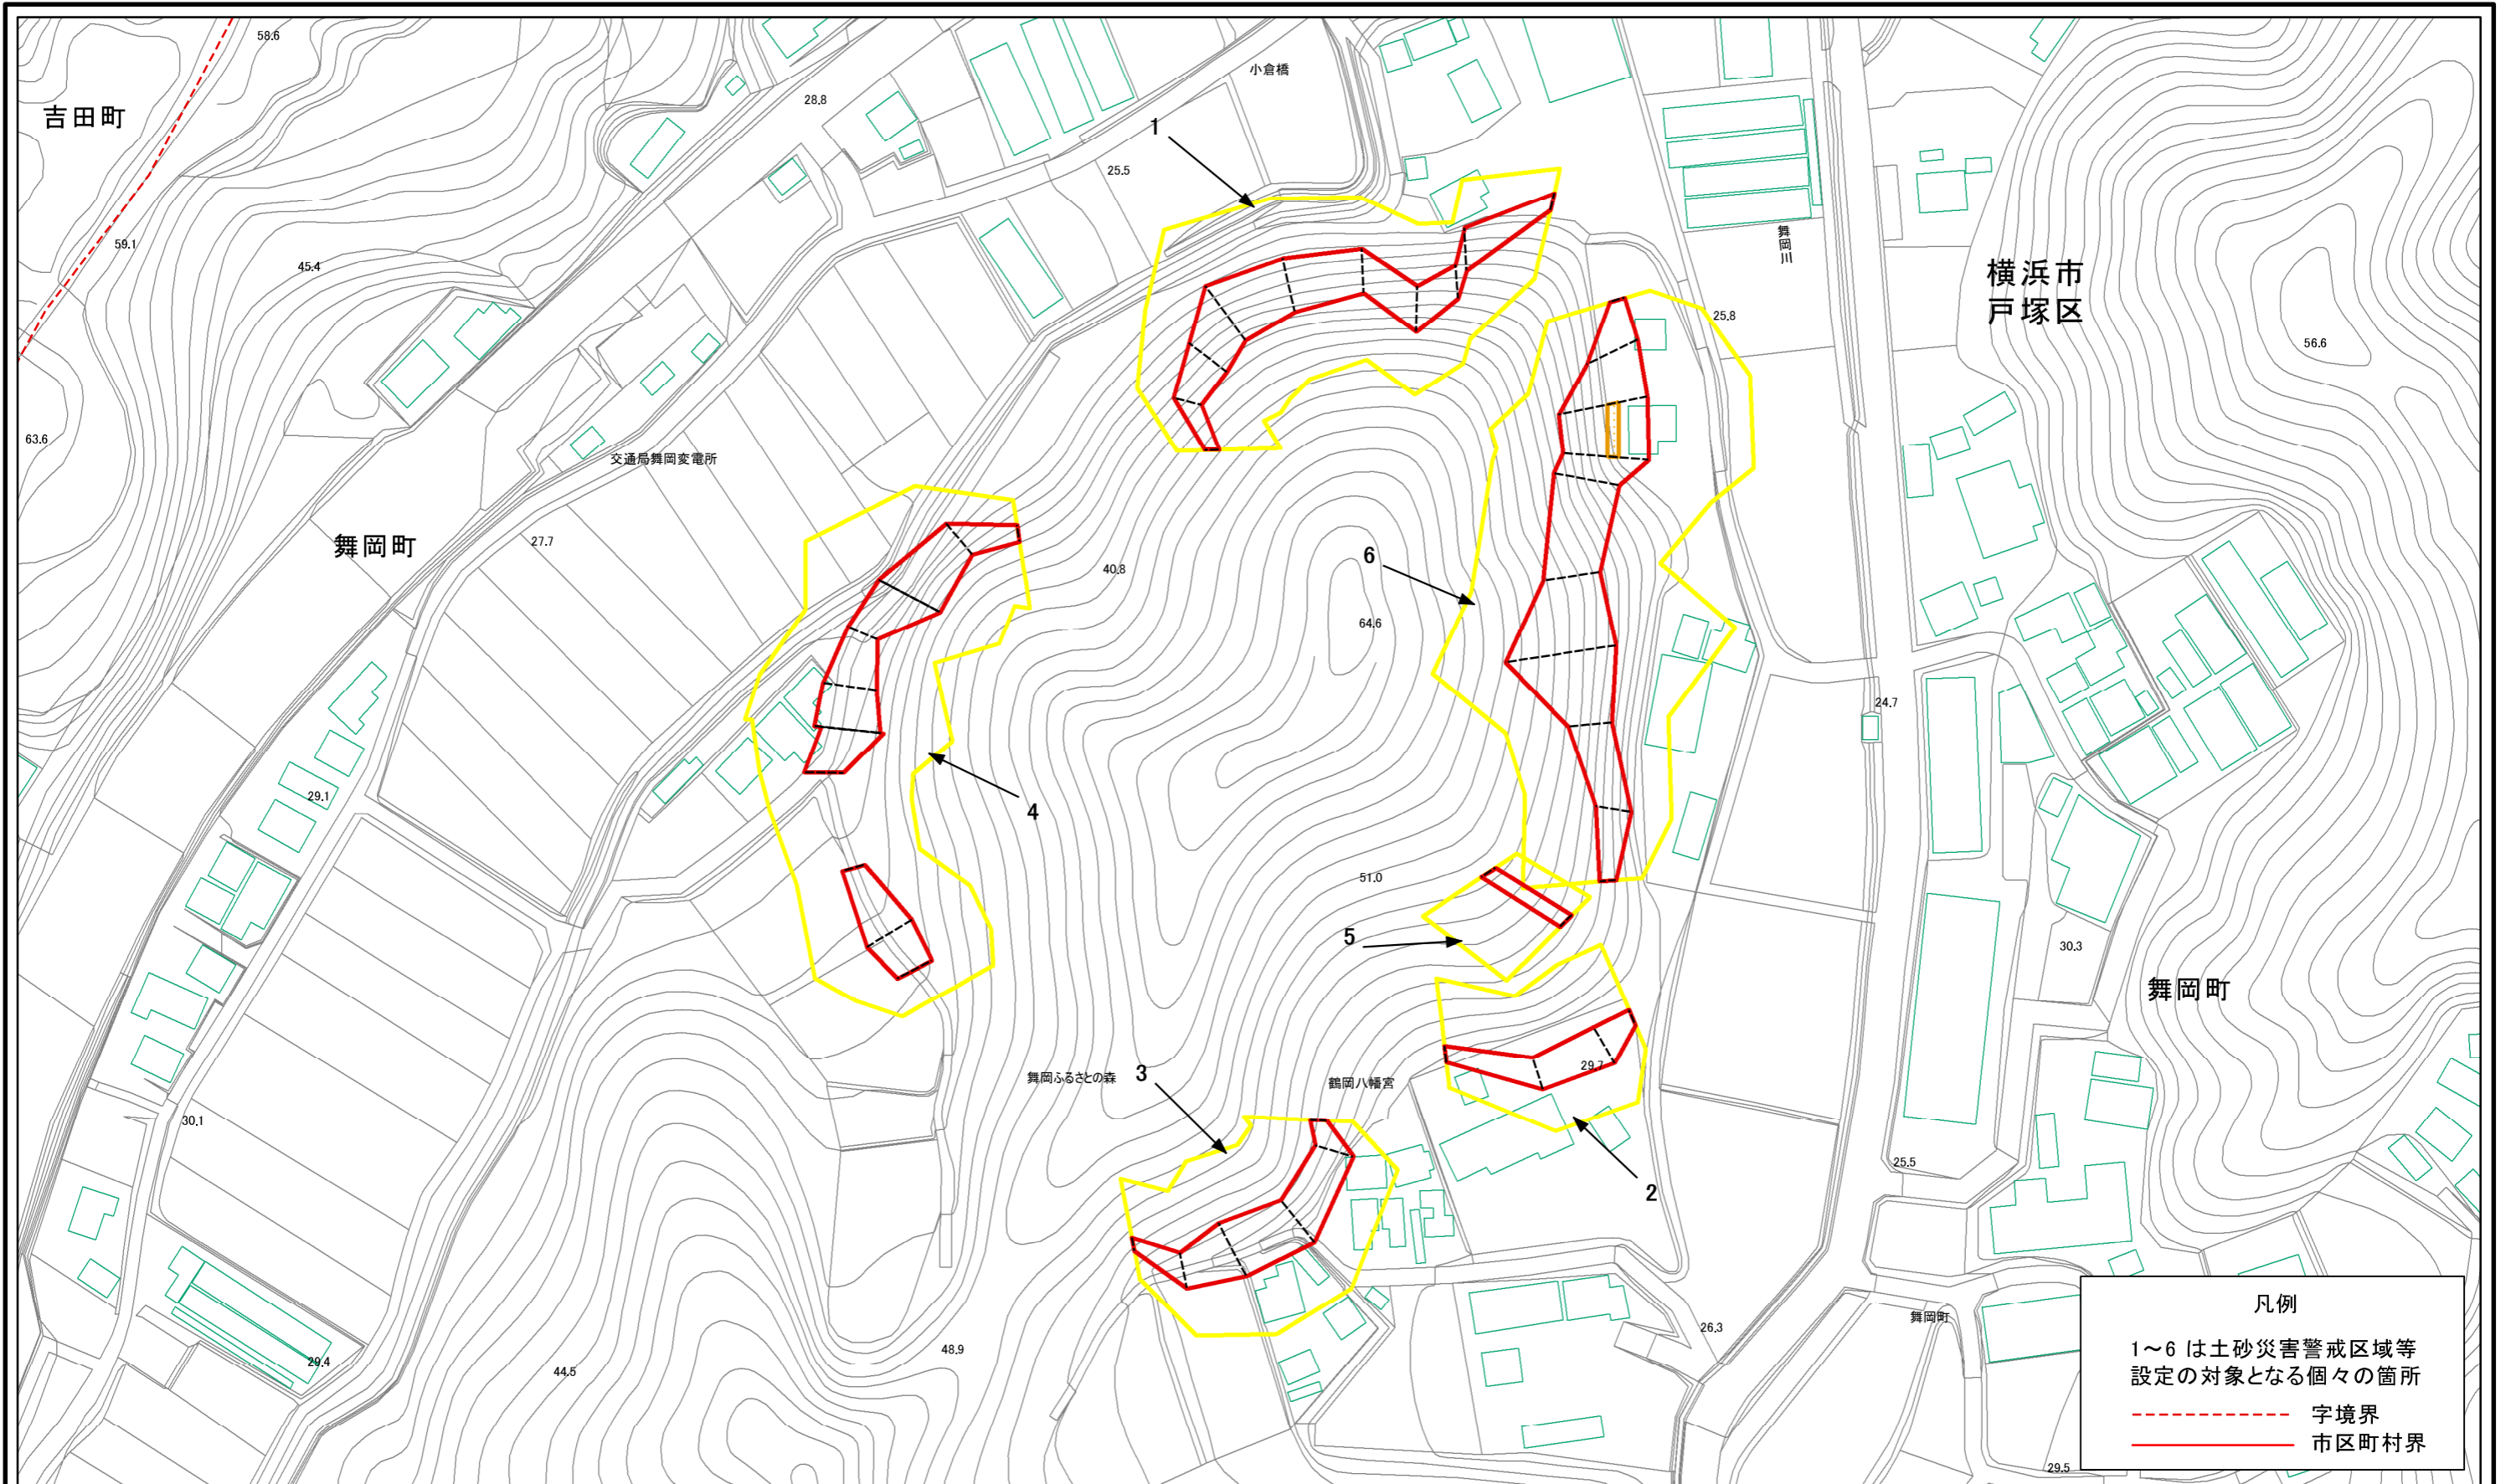 58.6
小倉橋
吉田町
28.8
1
25.5
59.1
45.4
舞岡川
横浜市
戸塚区
25.8
56.6
63.6
交通局舞岡変電所
舞岡町
27.7
6
40.8
64.6
24.7
29.1
4
51.0
5
30.3
舞岡町
29.7
舞岡ふるさとの森
3
鶴岡八幡宮
30.1
25.5
2
26.3
舞岡町
48.9
29.4
44.5
凡例
1～6 は土砂災害警戒区域等
設定の対象となる個々の箇所
字境界
市区町村界
29.5